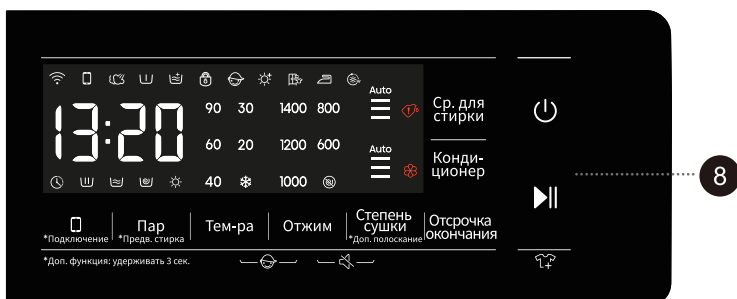 Auto
90 30 1400 800
Ср. для
стирки
13:20
60 20 1200 600
Auto
Конди-
ционер
40 1000
8
Пар
Тем-ра
Отжим
Степень
сушки
Отсрочка
окончания
*Подключение
*Предв. стирка
*Доп. полоскание
*Доп. функция: удерживать 3 сек.